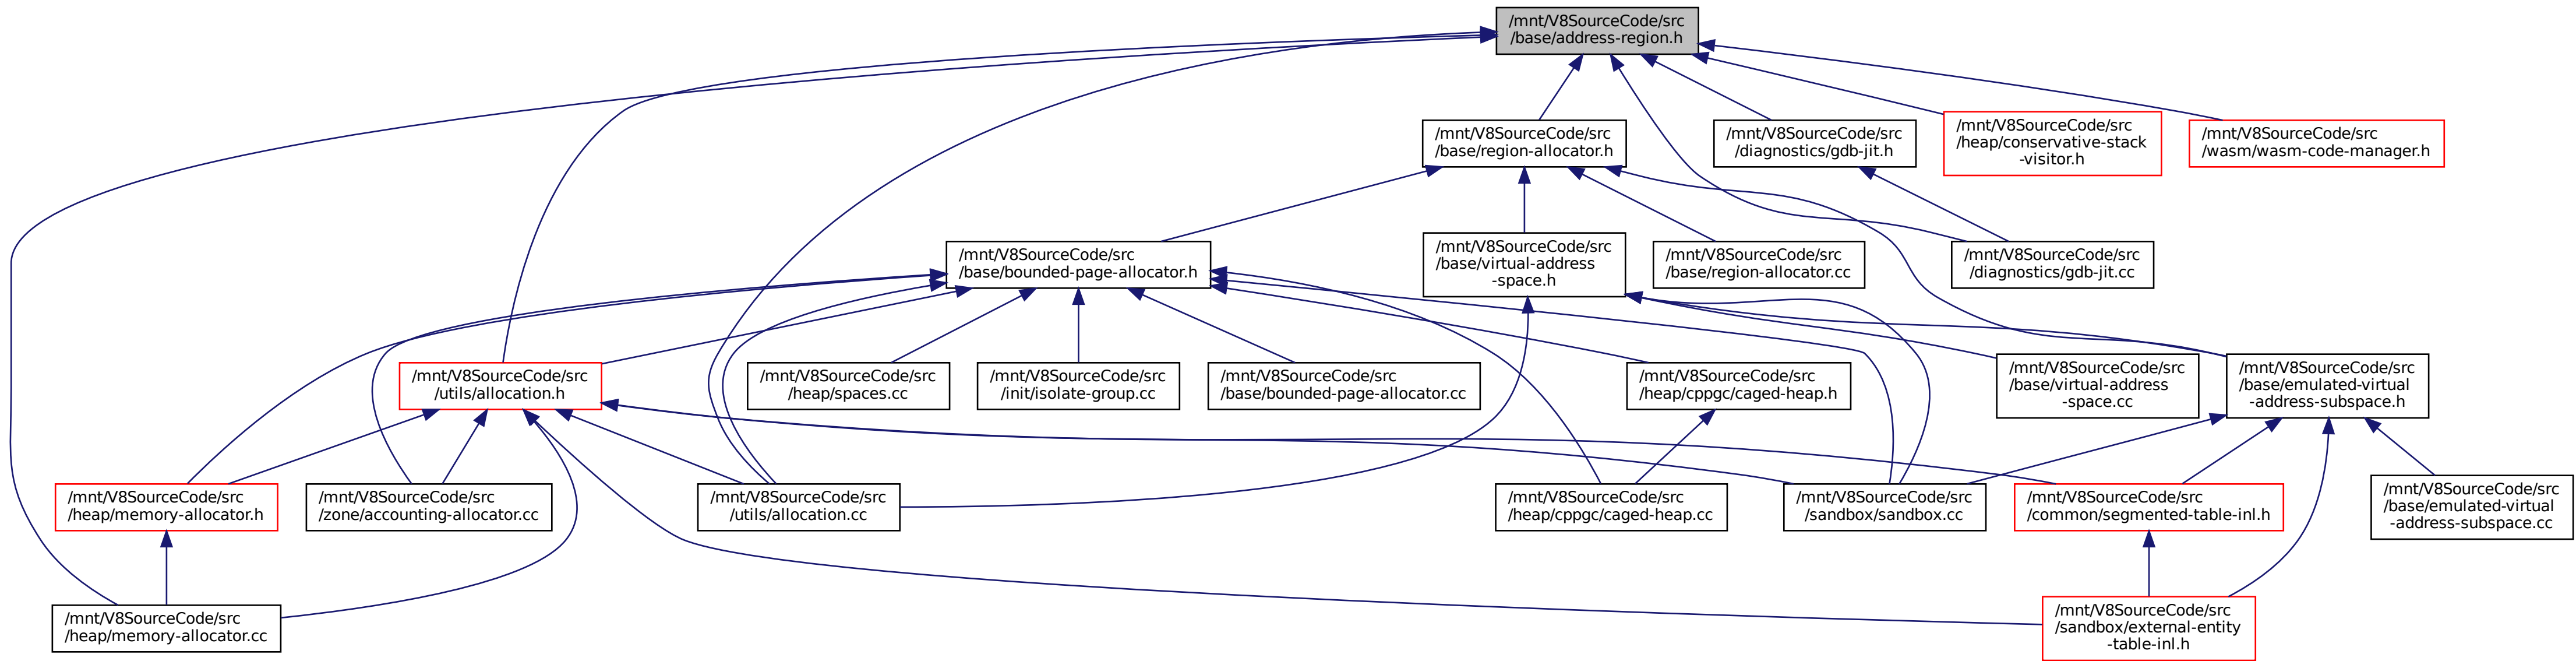 /mnt/V8SourceCode/src
/base/address-region.h
/mnt/V8SourceCode/src
/base/region-allocator.h
/mnt/V8SourceCode/src
/diagnostics/gdb-jit.h
/mnt/V8SourceCode/src
/heap/conservative-stack
-visitor.h
/mnt/V8SourceCode/src
/wasm/wasm-code-manager.h
/mnt/V8SourceCode/src
/base/bounded-page-allocator.h
/mnt/V8SourceCode/src
/base/virtual-address
-space.h
/mnt/V8SourceCode/src
/base/region-allocator.cc
/mnt/V8SourceCode/src
/diagnostics/gdb-jit.cc
/mnt/V8SourceCode/src
/utils/allocation.h
/mnt/V8SourceCode/src
/heap/spaces.cc
/mnt/V8SourceCode/src
/init/isolate-group.cc
/mnt/V8SourceCode/src
/base/bounded-page-allocator.cc
/mnt/V8SourceCode/src
/heap/cppgc/caged-heap.h
/mnt/V8SourceCode/src
/base/virtual-address
-space.cc
/mnt/V8SourceCode/src
/base/emulated-virtual
-address-subspace.h
/mnt/V8SourceCode/src
/heap/memory-allocator.h
/mnt/V8SourceCode/src
/zone/accounting-allocator.cc
/mnt/V8SourceCode/src
/utils/allocation.cc
/mnt/V8SourceCode/src
/heap/cppgc/caged-heap.cc
/mnt/V8SourceCode/src
/sandbox/sandbox.cc
/mnt/V8SourceCode/src
/common/segmented-table-inl.h
/mnt/V8SourceCode/src
/base/emulated-virtual
-address-subspace.cc
/mnt/V8SourceCode/src
/heap/memory-allocator.cc
/mnt/V8SourceCode/src
/sandbox/external-entity
-table-inl.h